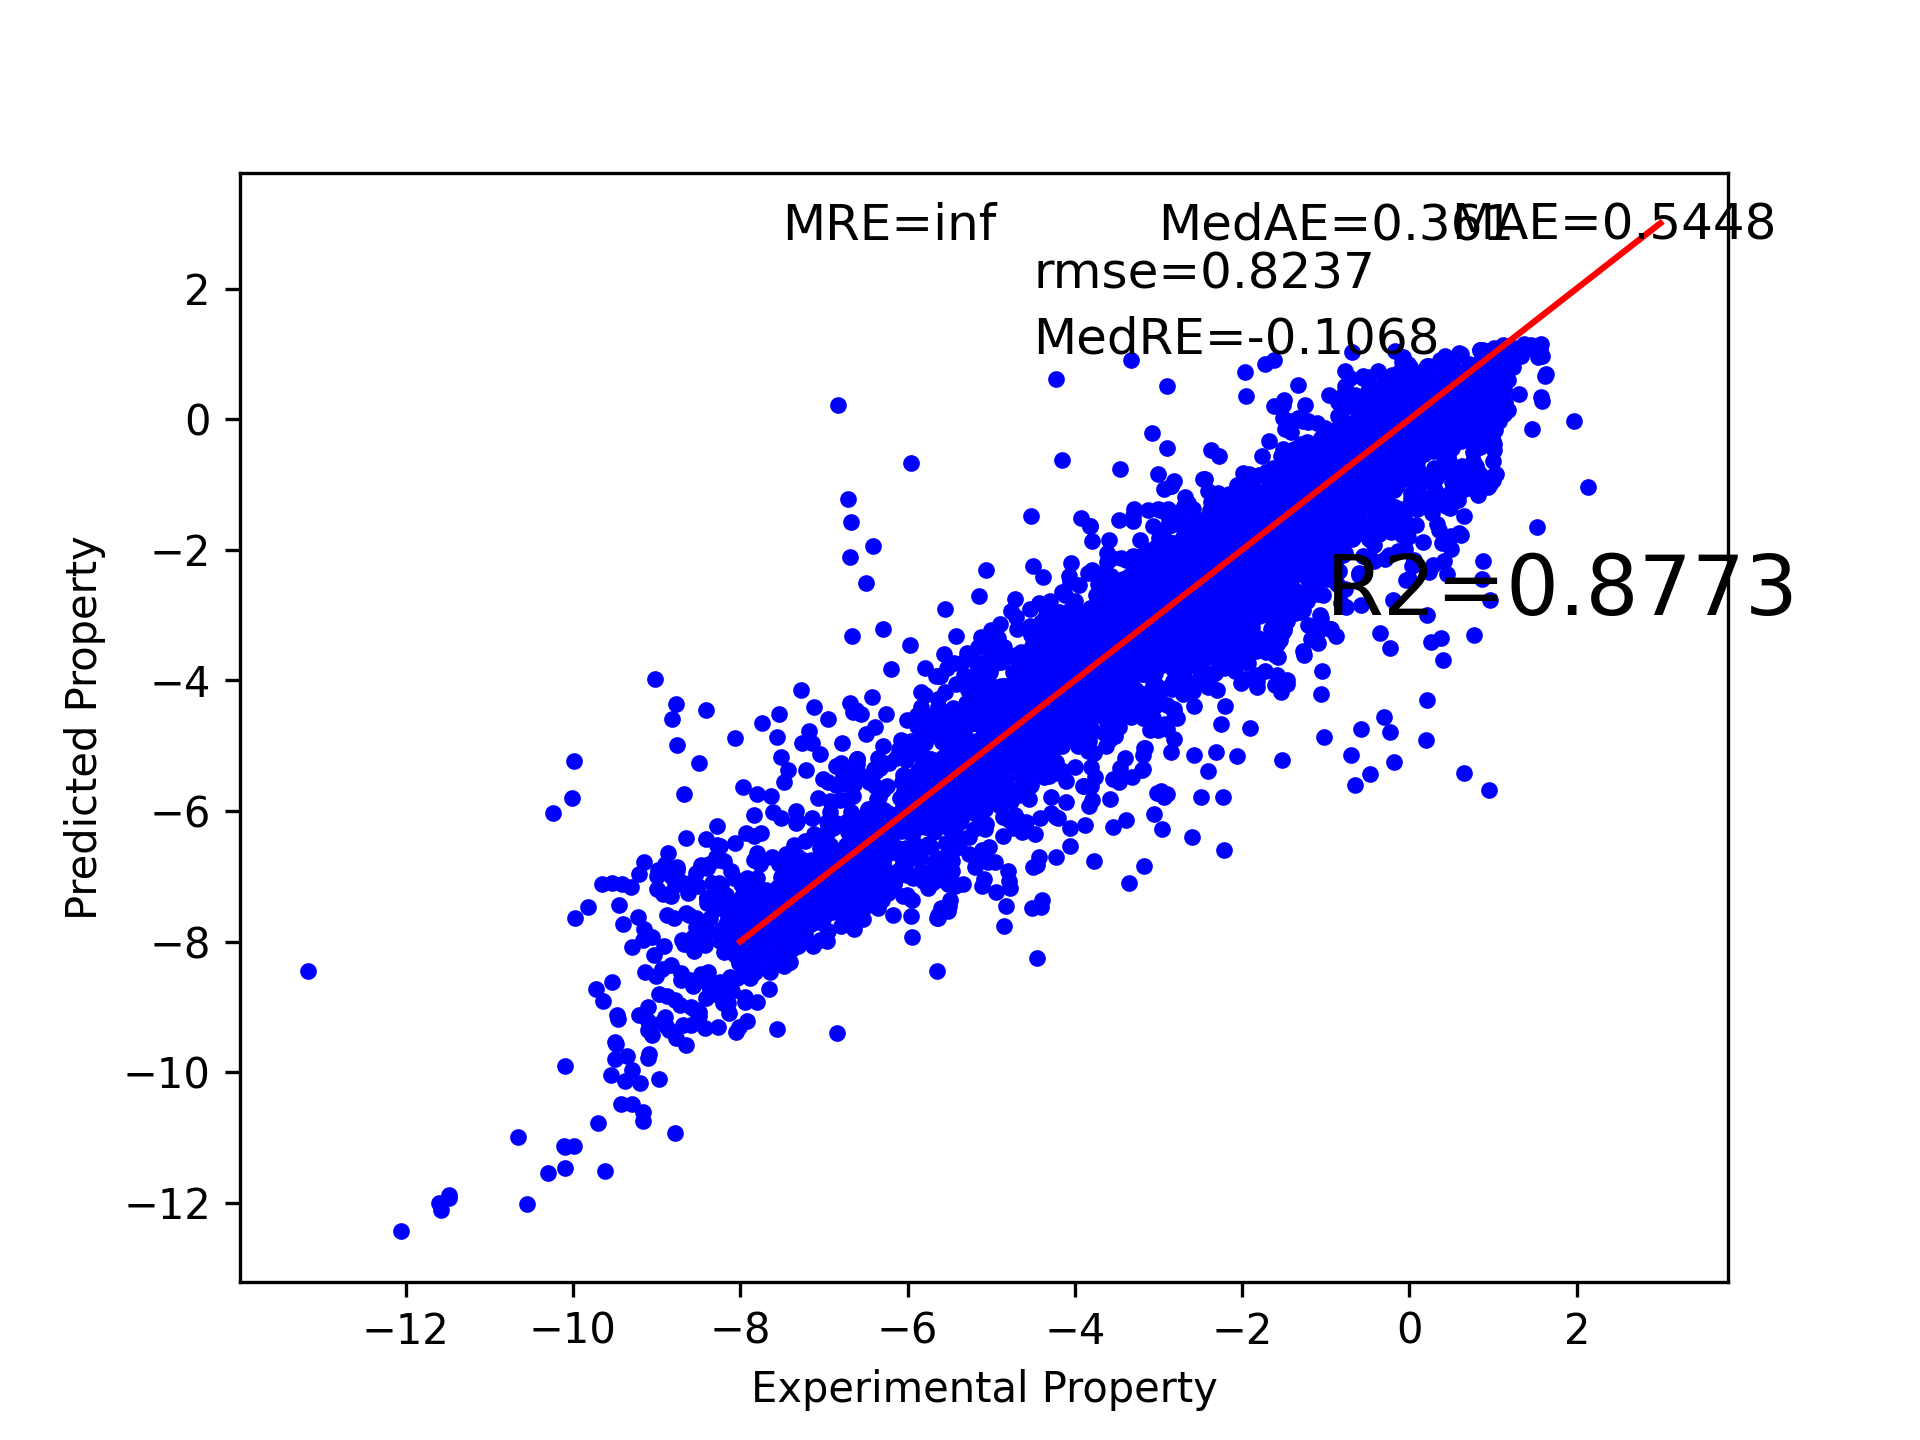 MRE=inf
MedAE=0.361
MAE=0.5448
rmse=0.8237
MedRE=-0.1068
R2=0.8773
2
0
−2
−4
−6
−8
−10
−12
Predicted Property
−12 −10 −8 −6 −4 −2 0 2
Experimental Property